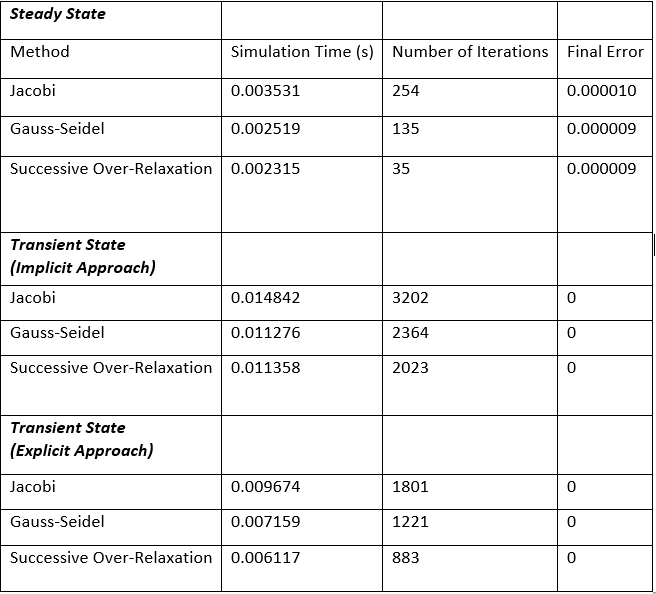 Steady State
Method Simulation Time (s) Number of Iterations Final Error
Jacobi 0.003531 254 0.000010
Gauss-Seidel 0.002519 135 0.000009
Successive Over-Relaxation 0.002315 35 0.000009
Transient State
(Implicit Approach)
Jacobi 0.014842 3202 0
Gauss-Seidel 0.011276 2364 0
Successive Over-Relaxation 0.011358 2023 0
Transient State
(Explicit Approach)
Jacobi 0.009674 1801 0
Gauss-Seidel 0.007159 1221 0
Successive Over-Relaxation 0.006117 883 0